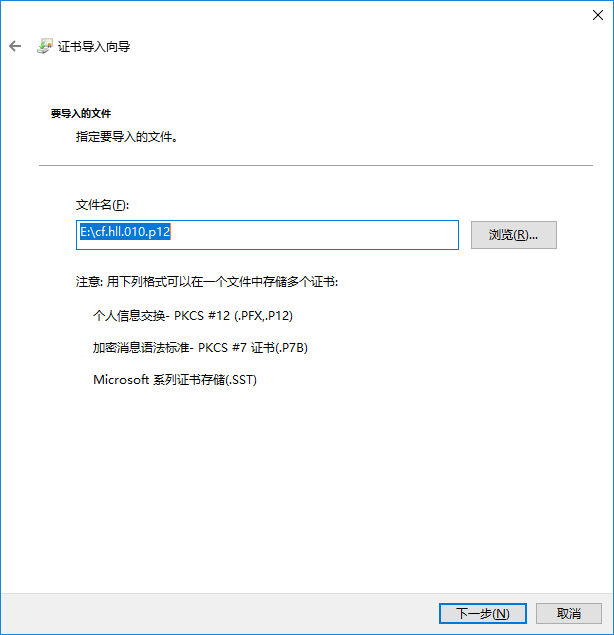 证书导入向导
要导入的文件
指定要导入的文件。
文件名(F):
E:\cf.hll.010.p12
浏览(R)...
注意: 用下列格式可以在一个文件中存储多个证书:
个人信息交换- PKCS #12 (.PFX,.P12)
加密消息语法标准- PKCS #7 证书(.P7B)
Microsoft 系列证书存储(.SST)
下一步(N)
取消